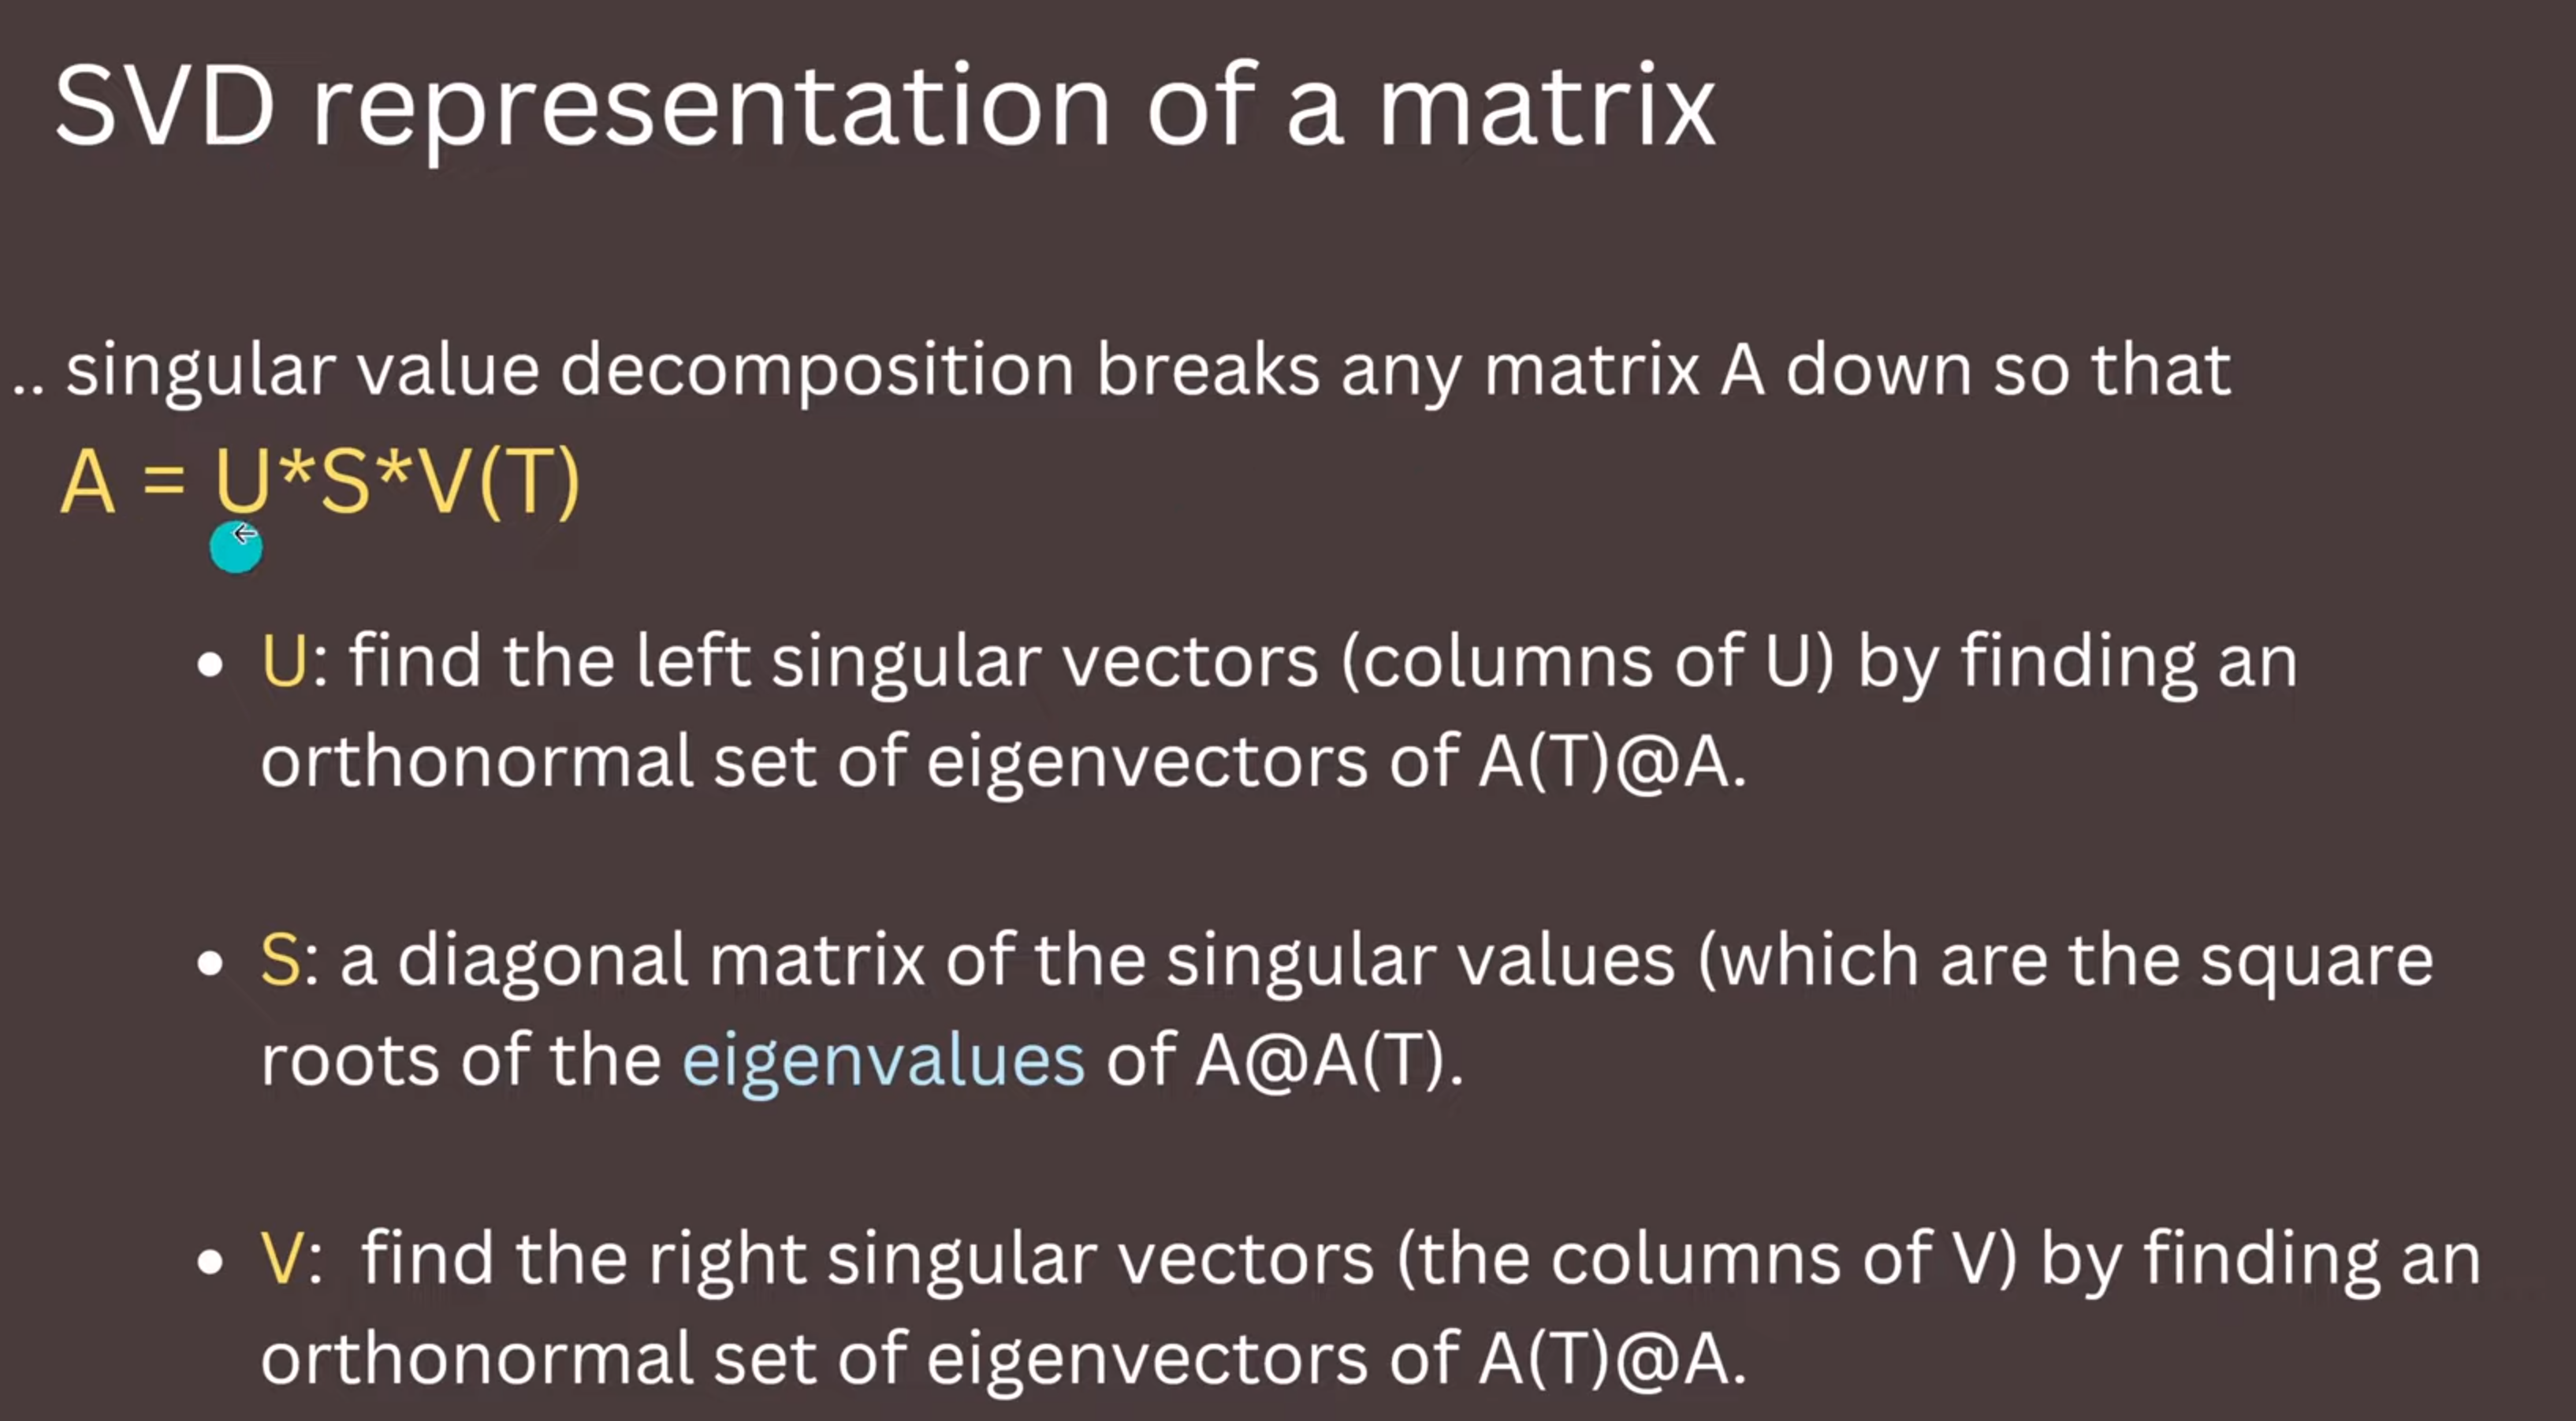 SVD representation of a matrix
.. singular value decomposition breaks any matrix A down so that
A = U*S*V(T)
• U: find the left singular vectors (columns of U) by finding an
orthonormal set of eigenvectors of A(T)@A.
• S: a diagonal matrix of the singular values (which are the square
roots of the eigenvalues of A@A(T).
• V: find the right singular vectors (the columns of V) by finding an
orthonormal set of eigenvectors of A(T)@A.